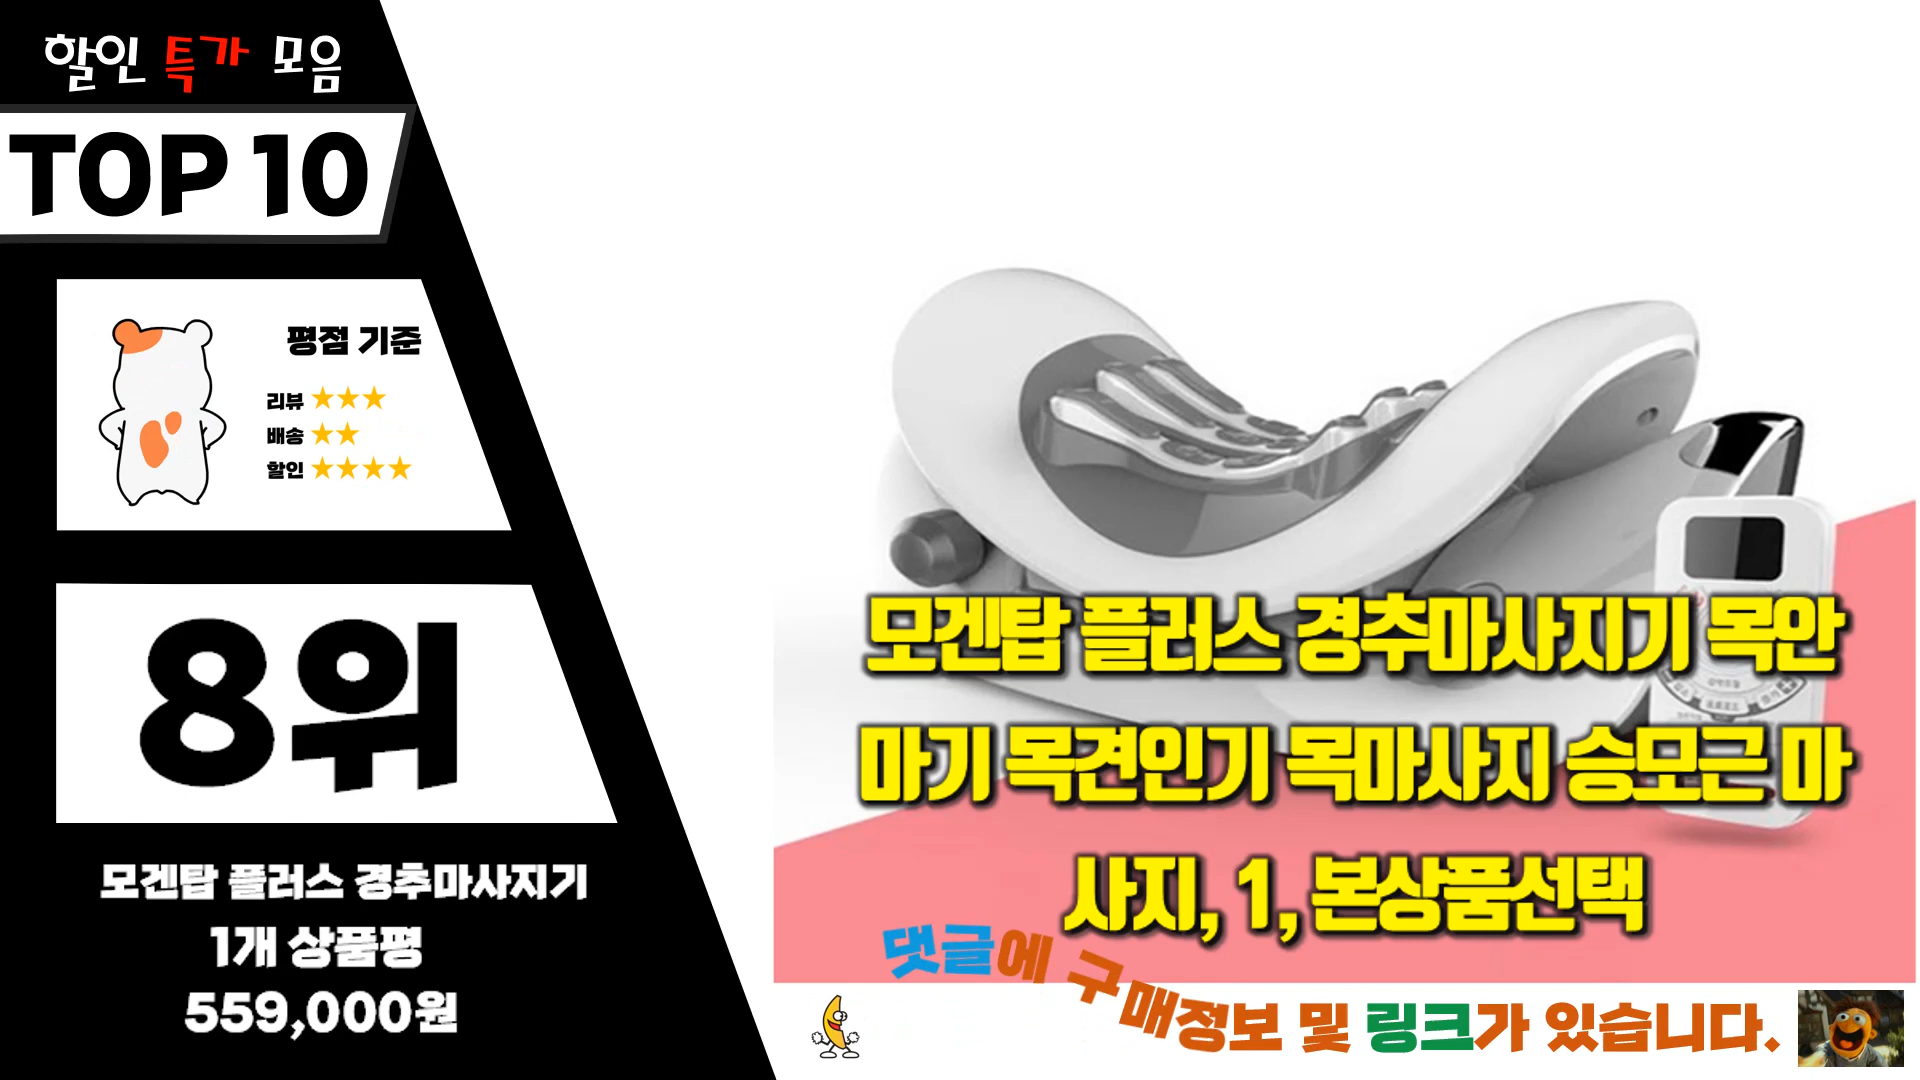 할인 특가 모음
TOP 10
평점 기준
리뷰 ★★★
배송 ★★
할인 ★★★★
8위
모겐탑 플러스 경추마사지기
1개 상품평
559,000원
모겐탑 플러스 경추마사지기 목안
마기 목견인기 목마사지 승모근 마
사지, 1, 본상품선택
댓글에 구매정보 및 링크가 있습니다.